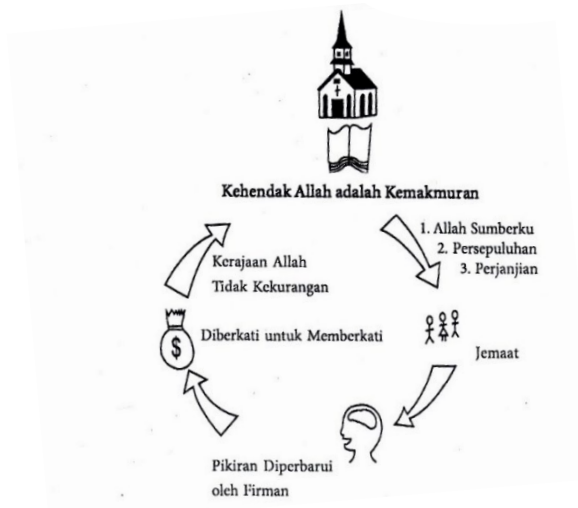 Kehendak Allah adalah Kemakmuran
1. Allah Sumberku
2. Persepuluhan
3. Perjanjian
Jemaat
Pikiran Diperbarui
oleh Firman
$
Diberkati untuk Memberkati
Kerajaan Allah
Tidak Kekurangan